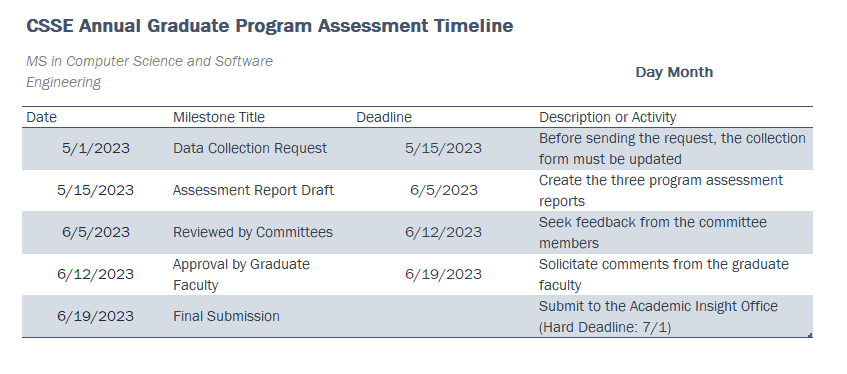 CSSE Annual Graduate Program Assessment Timeline
MS in Computer Science and Software
Engineering
Day Month
Date Milestone Title Deadline Description or Activity
5/1/2023 Data Collection Request 5/15/2023 Before sending the request, the collection
form must be updated
5/15/2023 Assessment Report Draft 6/5/2023 Create the three program assessment
reports
6/5/2023 Reviewed by Committees 6/12/2023 Seek feedback from the committee
members
6/12/2023 Approval by Graduate
Faculty 6/19/2023 Solicitate comments from the graduate
faculty
6/19/2023 Final Submission Submit to the Academic Insight Office
(Hard Deadline: 7/1)